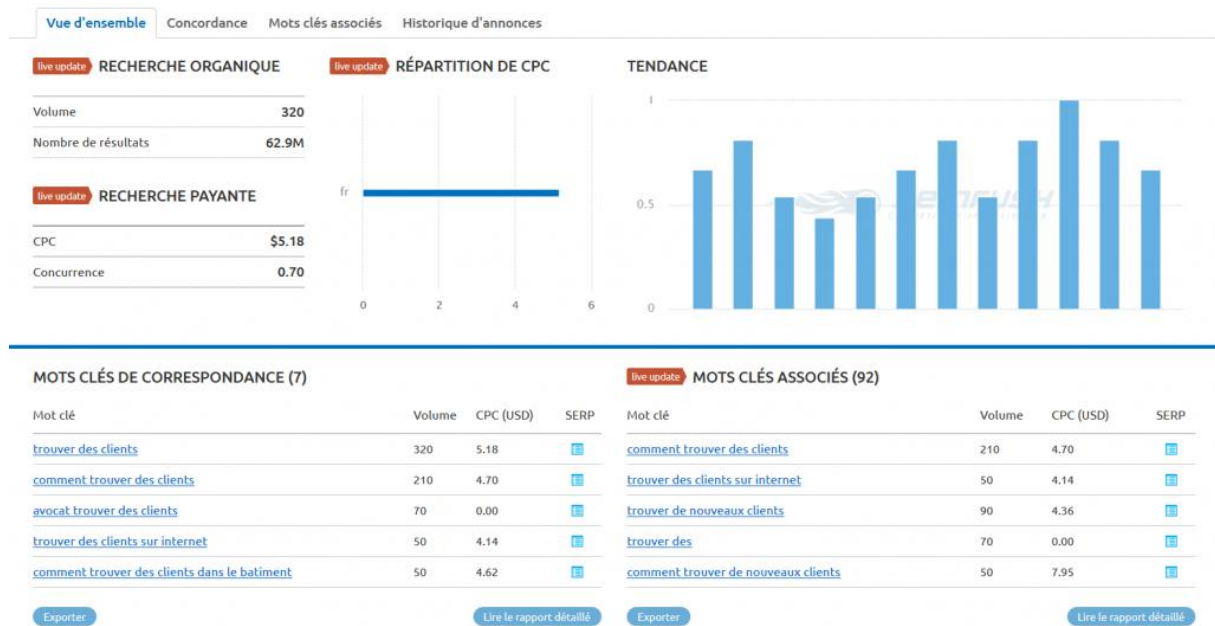 Vue d'ensemble Concordance Mots clés associés Historique d'annonces
live update RECHERCHE ORGANIQUE
Volume 320
Nombre de résultats 62.9M
live update RECHERCHE PAYANTE
CPC $5.18
Concurrence 0.70
live update RÉPARTITION DE CPC
fr
0 2 4 6
TENDANCE
1
0.5
0
SEMRUSH
MOTS CLÉS DE CORRESPONDANCE (7)
Mot clé Volume CPC (USD) SERP
trouver des clients 320 5.18
comment trouver des clients 210 4.70
avocat trouver des clients 70 0.00
trouver des clients sur internet 50 4.14
comment trouver des clients dans le batiment 50 4.62
Exporter Lire le rapport détaillé
live update MOTS CLÉS ASSOCIÉS (92)
Mot clé Volume CPC (USD) SERP
comment trouver des clients 210 4.70
trouver des clients sur internet 50 4.14
trouver de nouveaux clients 90 4.36
trouver des 70 0.00
comment trouver de nouveaux clients 50 7.95
Exporter Lire le rapport détaillé